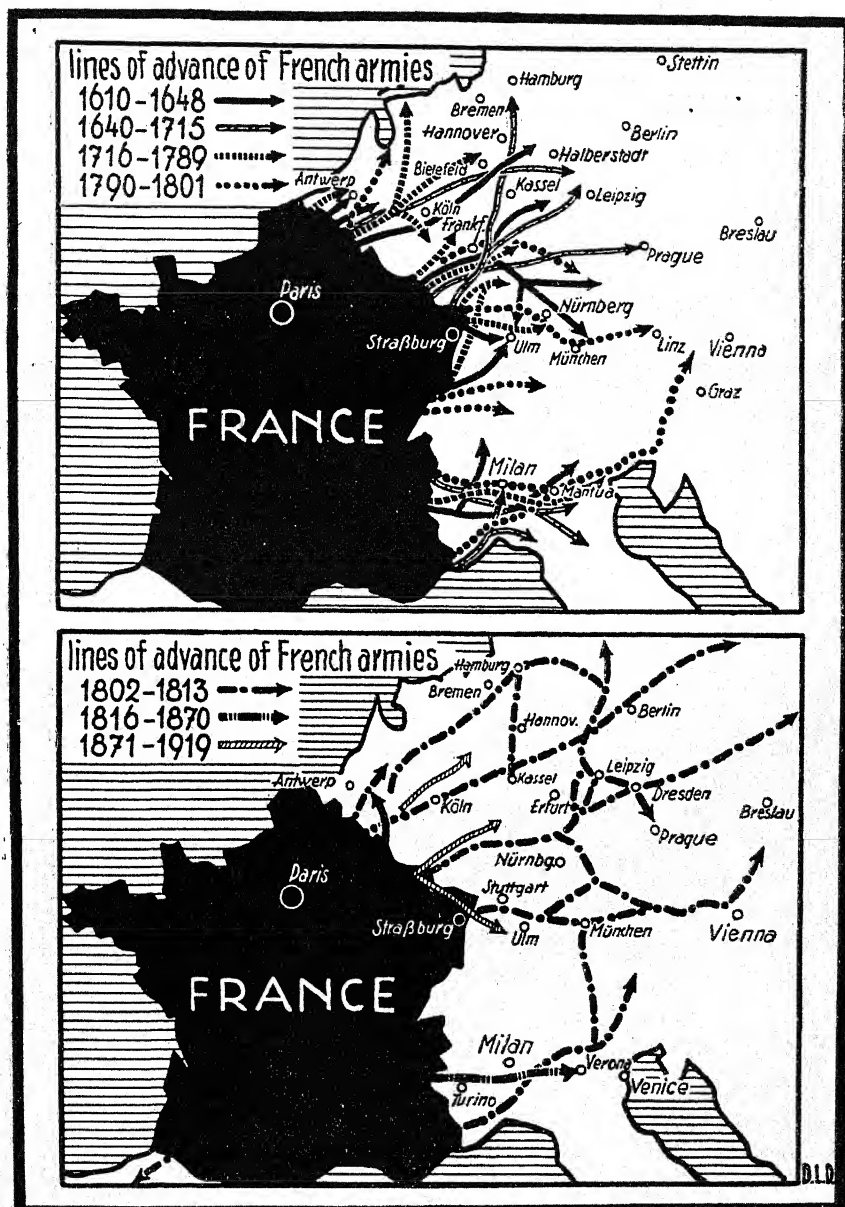 lines of advance of French armies
1610-1648
1640-1715
1716-1789
1790-1801
Stettin
Hamburg
Bremen
Hannover
Berlin
Halberstadt
Bielefeld
Antwerp
Kassel
Leipzig
Köln
Frankf.
Breslau
Prague
Paris
Nürnberg
Straßburg
Ulm
München
Linz
Vienna
Graz
FRANCE
Milan
Mantua
lines of advance of French armies
1802-1813
1816-1870
1871-1919
Hamburg
Bremen
Berlin
Hannov.
Antwerp
Kassel
Leipzig
Köln
Erfurt
Dresden
Breslau
Prague
Nürnbg.
Paris
Stuttgart
Straßburg
Ulm
München
Vienna
FRANCE
Milan
Verona
Turino
Venice
D.I.D.